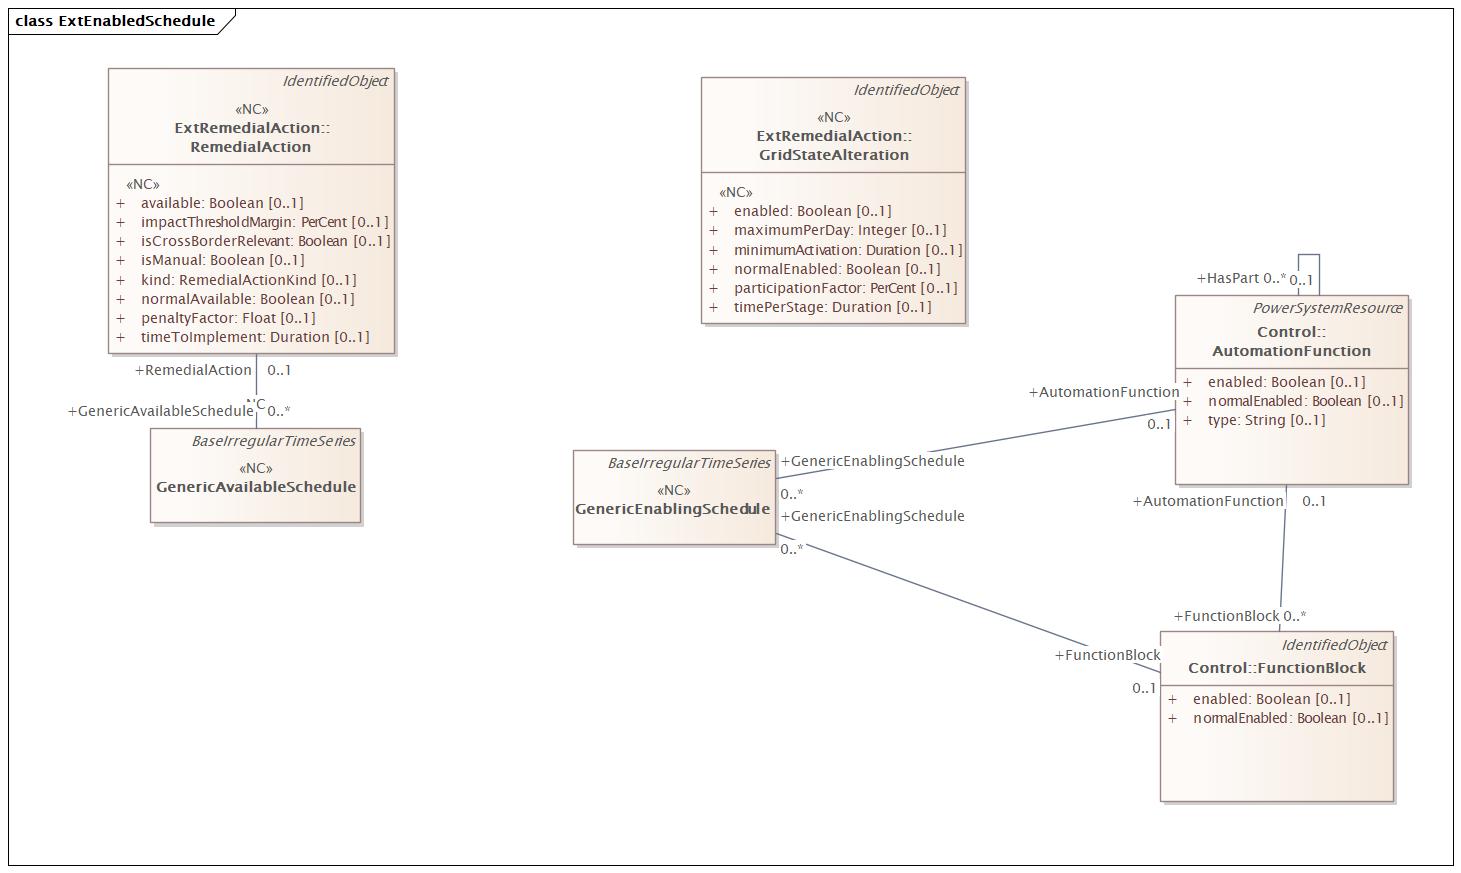 class ExtEnabledSchedule
IdentifiedObject
«NC»
ExtRemedialAction::
RemedialAction
«NC»
+ available: Boolean [0..1]
+ impactThresholdMargin: PerCent [0..1]
+ isCrossBorderRelevant: Boolean [0..1]
+ isManual: Boolean [0..1]
+ kind: RemedialActionKind [0..1]
+ normalAvailable: Boolean [0..1]
+ penaltyFactor: Float [0..1]
+ timeToImplement: Duration [0..1]
+RemedialAction 0..1
NC
+GenericAvailableSchedule 0..*
BaseIrregularTimeSeries
«NC»
GenericAvailableSchedule
IdentifiedObject
«NC»
ExtRemedialAction::
GridStateAlteration
«NC»
+ enabled: Boolean [0..1]
+ maximumPerDay: Integer [0..1]
+ minimumActivation: Duration [0..1]
+ normalEnabled: Boolean [0..1]
+ participationFactor: PerCent [0..1]
+ timePerStage: Duration [0..1]
+HasPart 0..* 0..1
PowerSystemResource
Control::
AutomationFunction
+ enabled: Boolean [0..1]
+ normalEnabled: Boolean [0..1]
+ type: String [0..1]
+AutomationFunction
0..1
+GenericEnablingSchedule
0..*
BaseIrregularTimeSeries
«NC»
GenericEnablingSchedule
+GenericEnablingSchedule
0..*
+AutomationFunction 0..1
+FunctionBlock 0..*
+FunctionBlock
0..1
IdentifiedObject
Control::FunctionBlock
+ enabled: Boolean [0..1]
+ normalEnabled: Boolean [0..1]